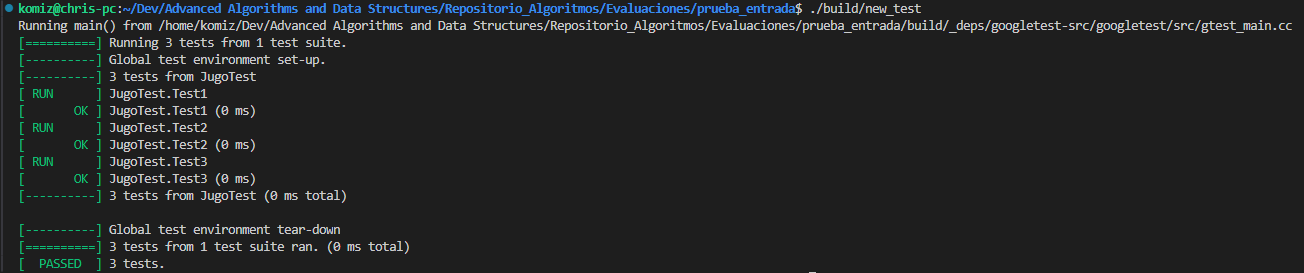 komiz@chris-pc:~/Dev/Advanced Algorithms and Data Structures/Repositorio_Algoritmos/Evaluaciones/prueba_entrada$ ./build/new_test
Running main() from /home/komiz/Dev/Advanced Algorithms and Data Structures/Repositorio_Algoritmos/Evaluaciones/prueba_entrada/build/_deps/googletest-src/googletest/src/gtest_main.cc
[==========] Running 3 tests from 1 test suite.
[----------] Global test environment set-up.
[----------] 3 tests from JugoTest
[ RUN      ] JugoTest.Test1
[       OK ] JugoTest.Test1 (0 ms)
[ RUN      ] JugoTest.Test2
[       OK ] JugoTest.Test2 (0 ms)
[ RUN      ] JugoTest.Test3
[       OK ] JugoTest.Test3 (0 ms)
[----------] 3 tests from JugoTest (0 ms total)

[----------] Global test environment tear-down
[==========] 3 tests from 1 test suite ran. (0 ms total)
[  PASSED  ] 3 tests.